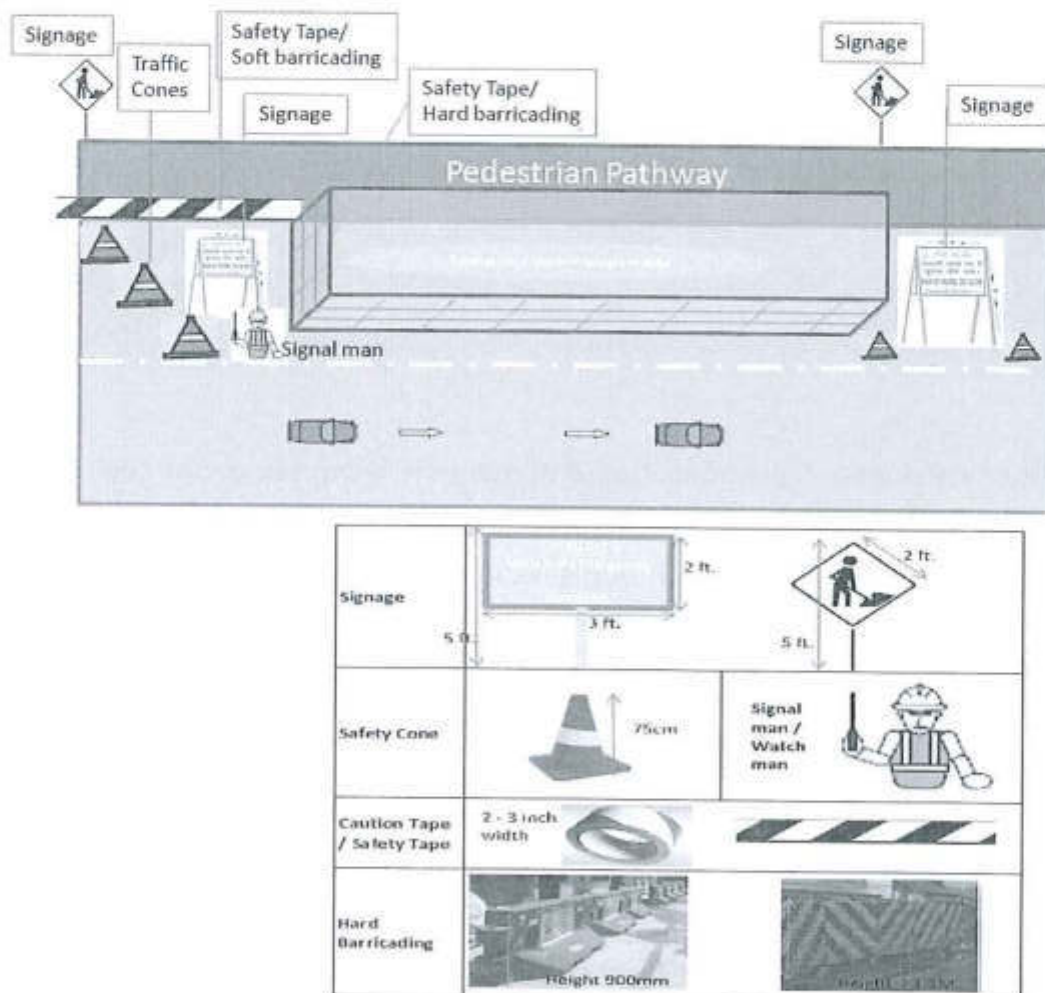 Signage
Safety Tape/
Soft barricading
Traffic
Cones
Signage
Safety Tape/
Hard barricading
Signage
Signage
Pedestrian Pathway
Signal man
Signage
2 ft.
3 ft.
2 ft.
5 ft.
Safety Cone
75cm
Signal
man /
Watch
man
Caution Tape
/ Safety Tape
2 - 3 inch
width
Hard
Barricading
Height 900mm